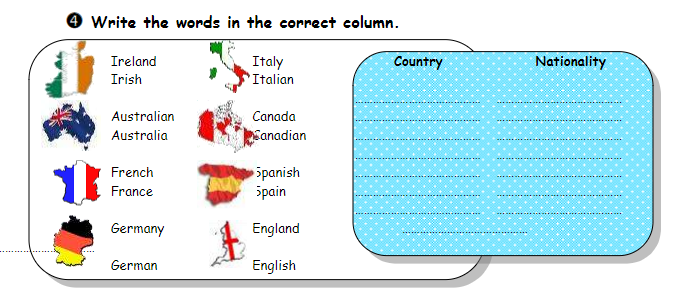 4 Write the words in the correct column.
Ireland
Irish
Australian
Australia
French
France
Germany
German
Italy
Italian
Canada
Canadian
Spanish
Spain
England
English
Country Nationality